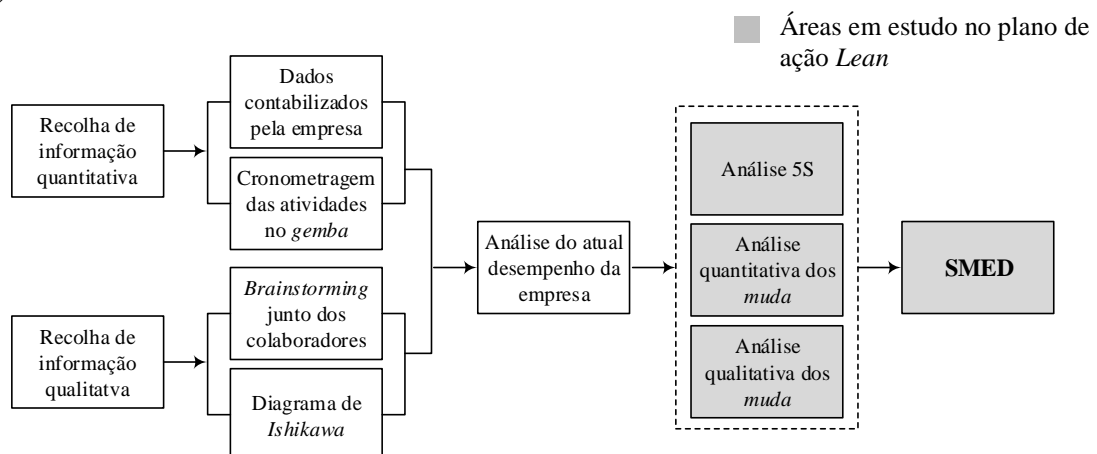 Áreas em estudo no plano de
ação Lean
Recolha de
informação
quantitativa
Dados
contabilizados
pela empresa
Cronometragem
das atividades
no gemba
Recolha de
informação
qualitatva
Brainstorming
junto dos
colaboradores
Diagrama de
Ishikawa
Análise do atual
desempenho da
empresa
Análise 5S
Análise
quantitativa dos
muda
Análise
qualitativa dos
muda
SMED